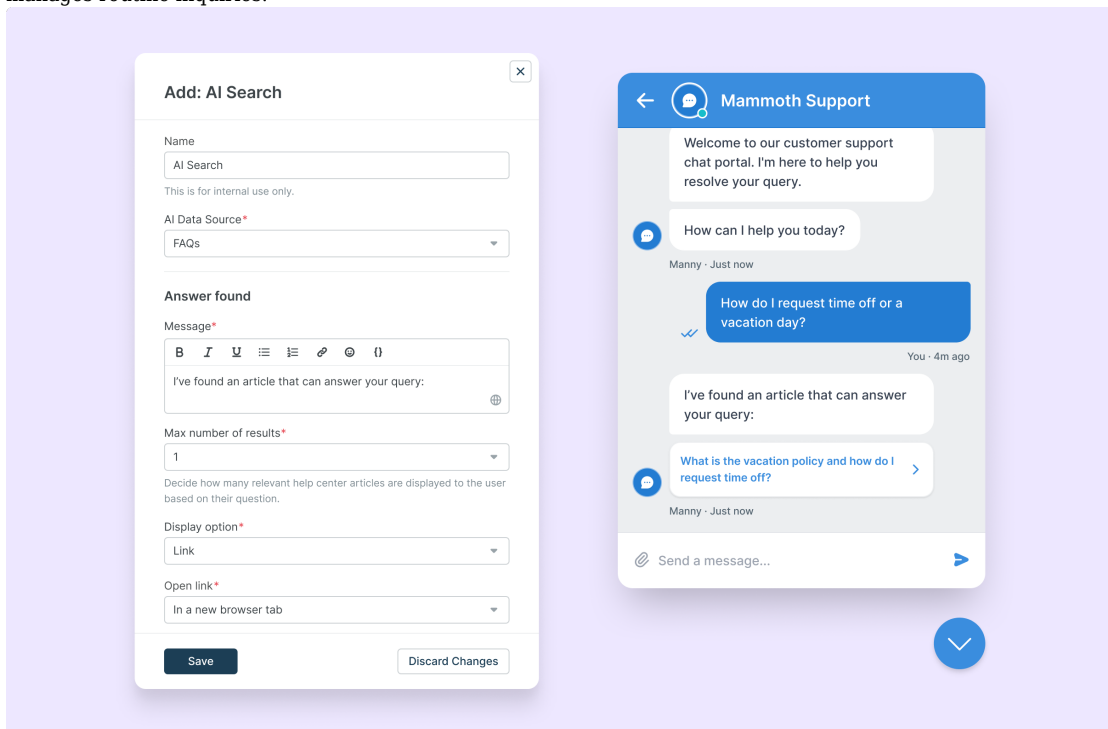 manages routine inquiries.
Add: AI Search
Name
AI Search
This is for internal use only.
AI Data Source*
FAQs
Answer found
Message*
B I U {}
I've found an article that can answer your query:
Max number of results*
1
Decide how many relevant help center articles are displayed to the user
based on their question.
Display option*
Link
Open link*
In a new browser tab
Save
Discard Changes
Mammoth Support
Welcome to our customer support
chat portal. I'm here to help you
resolve your query.
How can I help you today?
Manny · Just now
How do I request time off or a
vacation day?
You · 4m ago
I've found an article that can answer
your query:
What is the vacation policy and how do I
request time off?
Manny · Just now
Send a message...